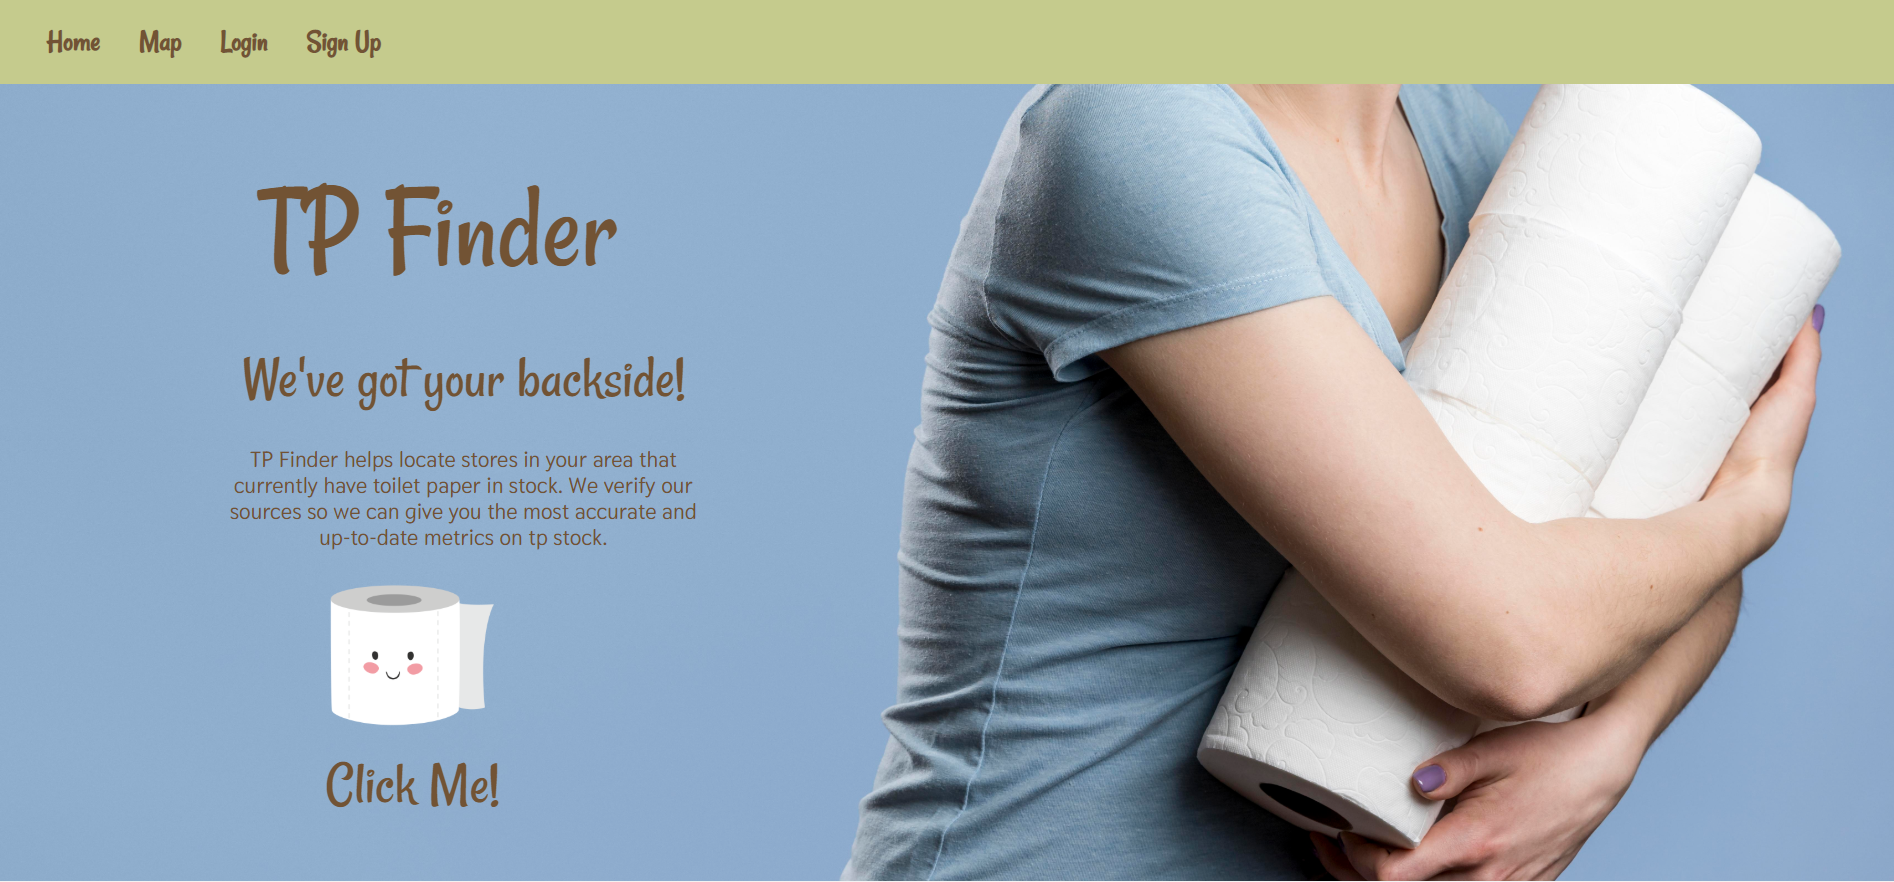 Home Map Login Sign Up
TP Finder
We've got your backside!
TP Finder helps locate stores in your area that
currently have toilet paper in stock. We verify our
sources so we can give you the most accurate and
up-to-date metrics on tp stock.
Click Me!